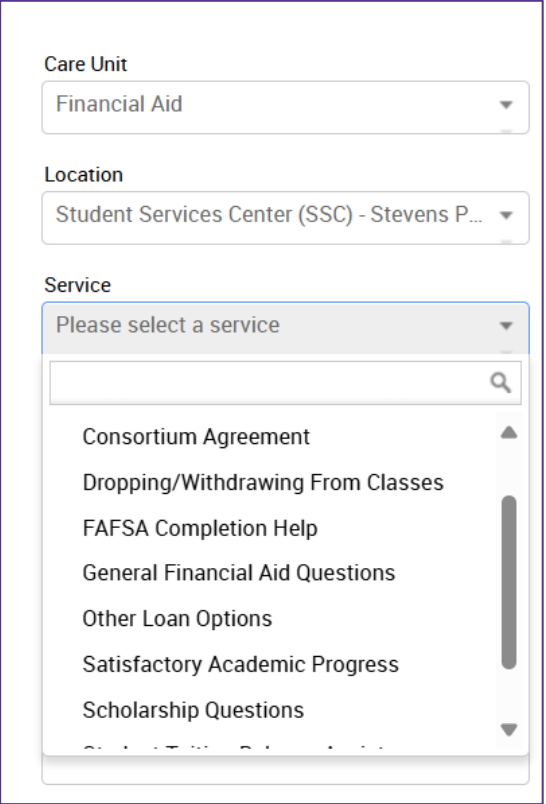 Care Unit
Financial Aid
Location
Student Services Center (SSC) - Stevens P...
Service
Please select a service
Consortium Agreement
Dropping/Withdrawing From Classes
FAFSA Completion Help
General Financial Aid Questions
Other Loan Options
Satisfactory Academic Progress
Scholarship Questions